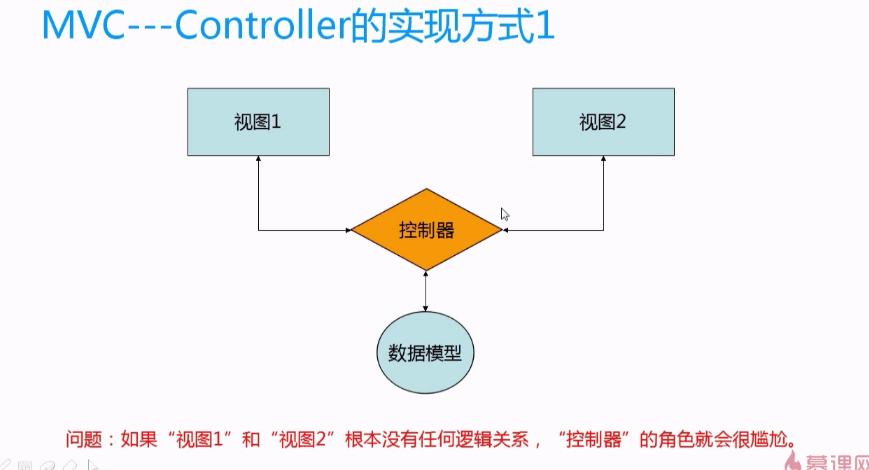 MVC---Controller的实现方式1
视图1
视图2
控制器
数据模型
问题：如果“视图1”和“视图2”根本没有任何逻辑关系，“控制器”的角色就会很尴尬。
慕课网